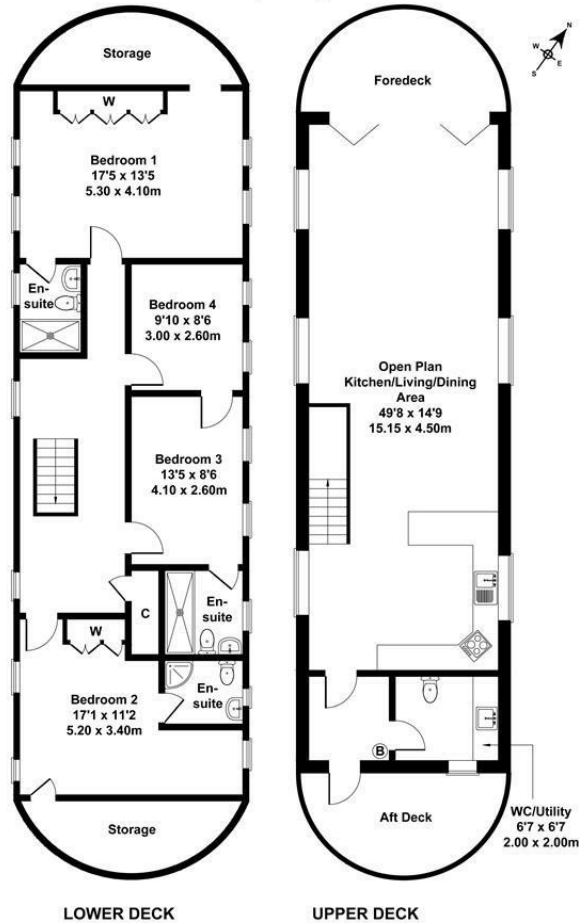 Storage
W
Bedroom 1
17'5 x 13'5
5.30 x 4.10m
En-
suite
Bedroom 4
9'10 x 8'6
3.00 x 2.60m
Bedroom 3
13'5 x 8'6
4.10 x 2.60m
C
En-
suite
W
Bedroom 2
17'1 x 11'2
5.20 x 3.40m
En-
suite
Storage
LOWER DECK
N
W
E
S
Foredeck
Open Plan
Kitchen/Living/Dining
Area
49'8 x 14'9
15.15 x 4.50m
B
Aft Deck
WC/Utility
6'7 x 6'7
2.00 x 2.00m
UPPER DECK